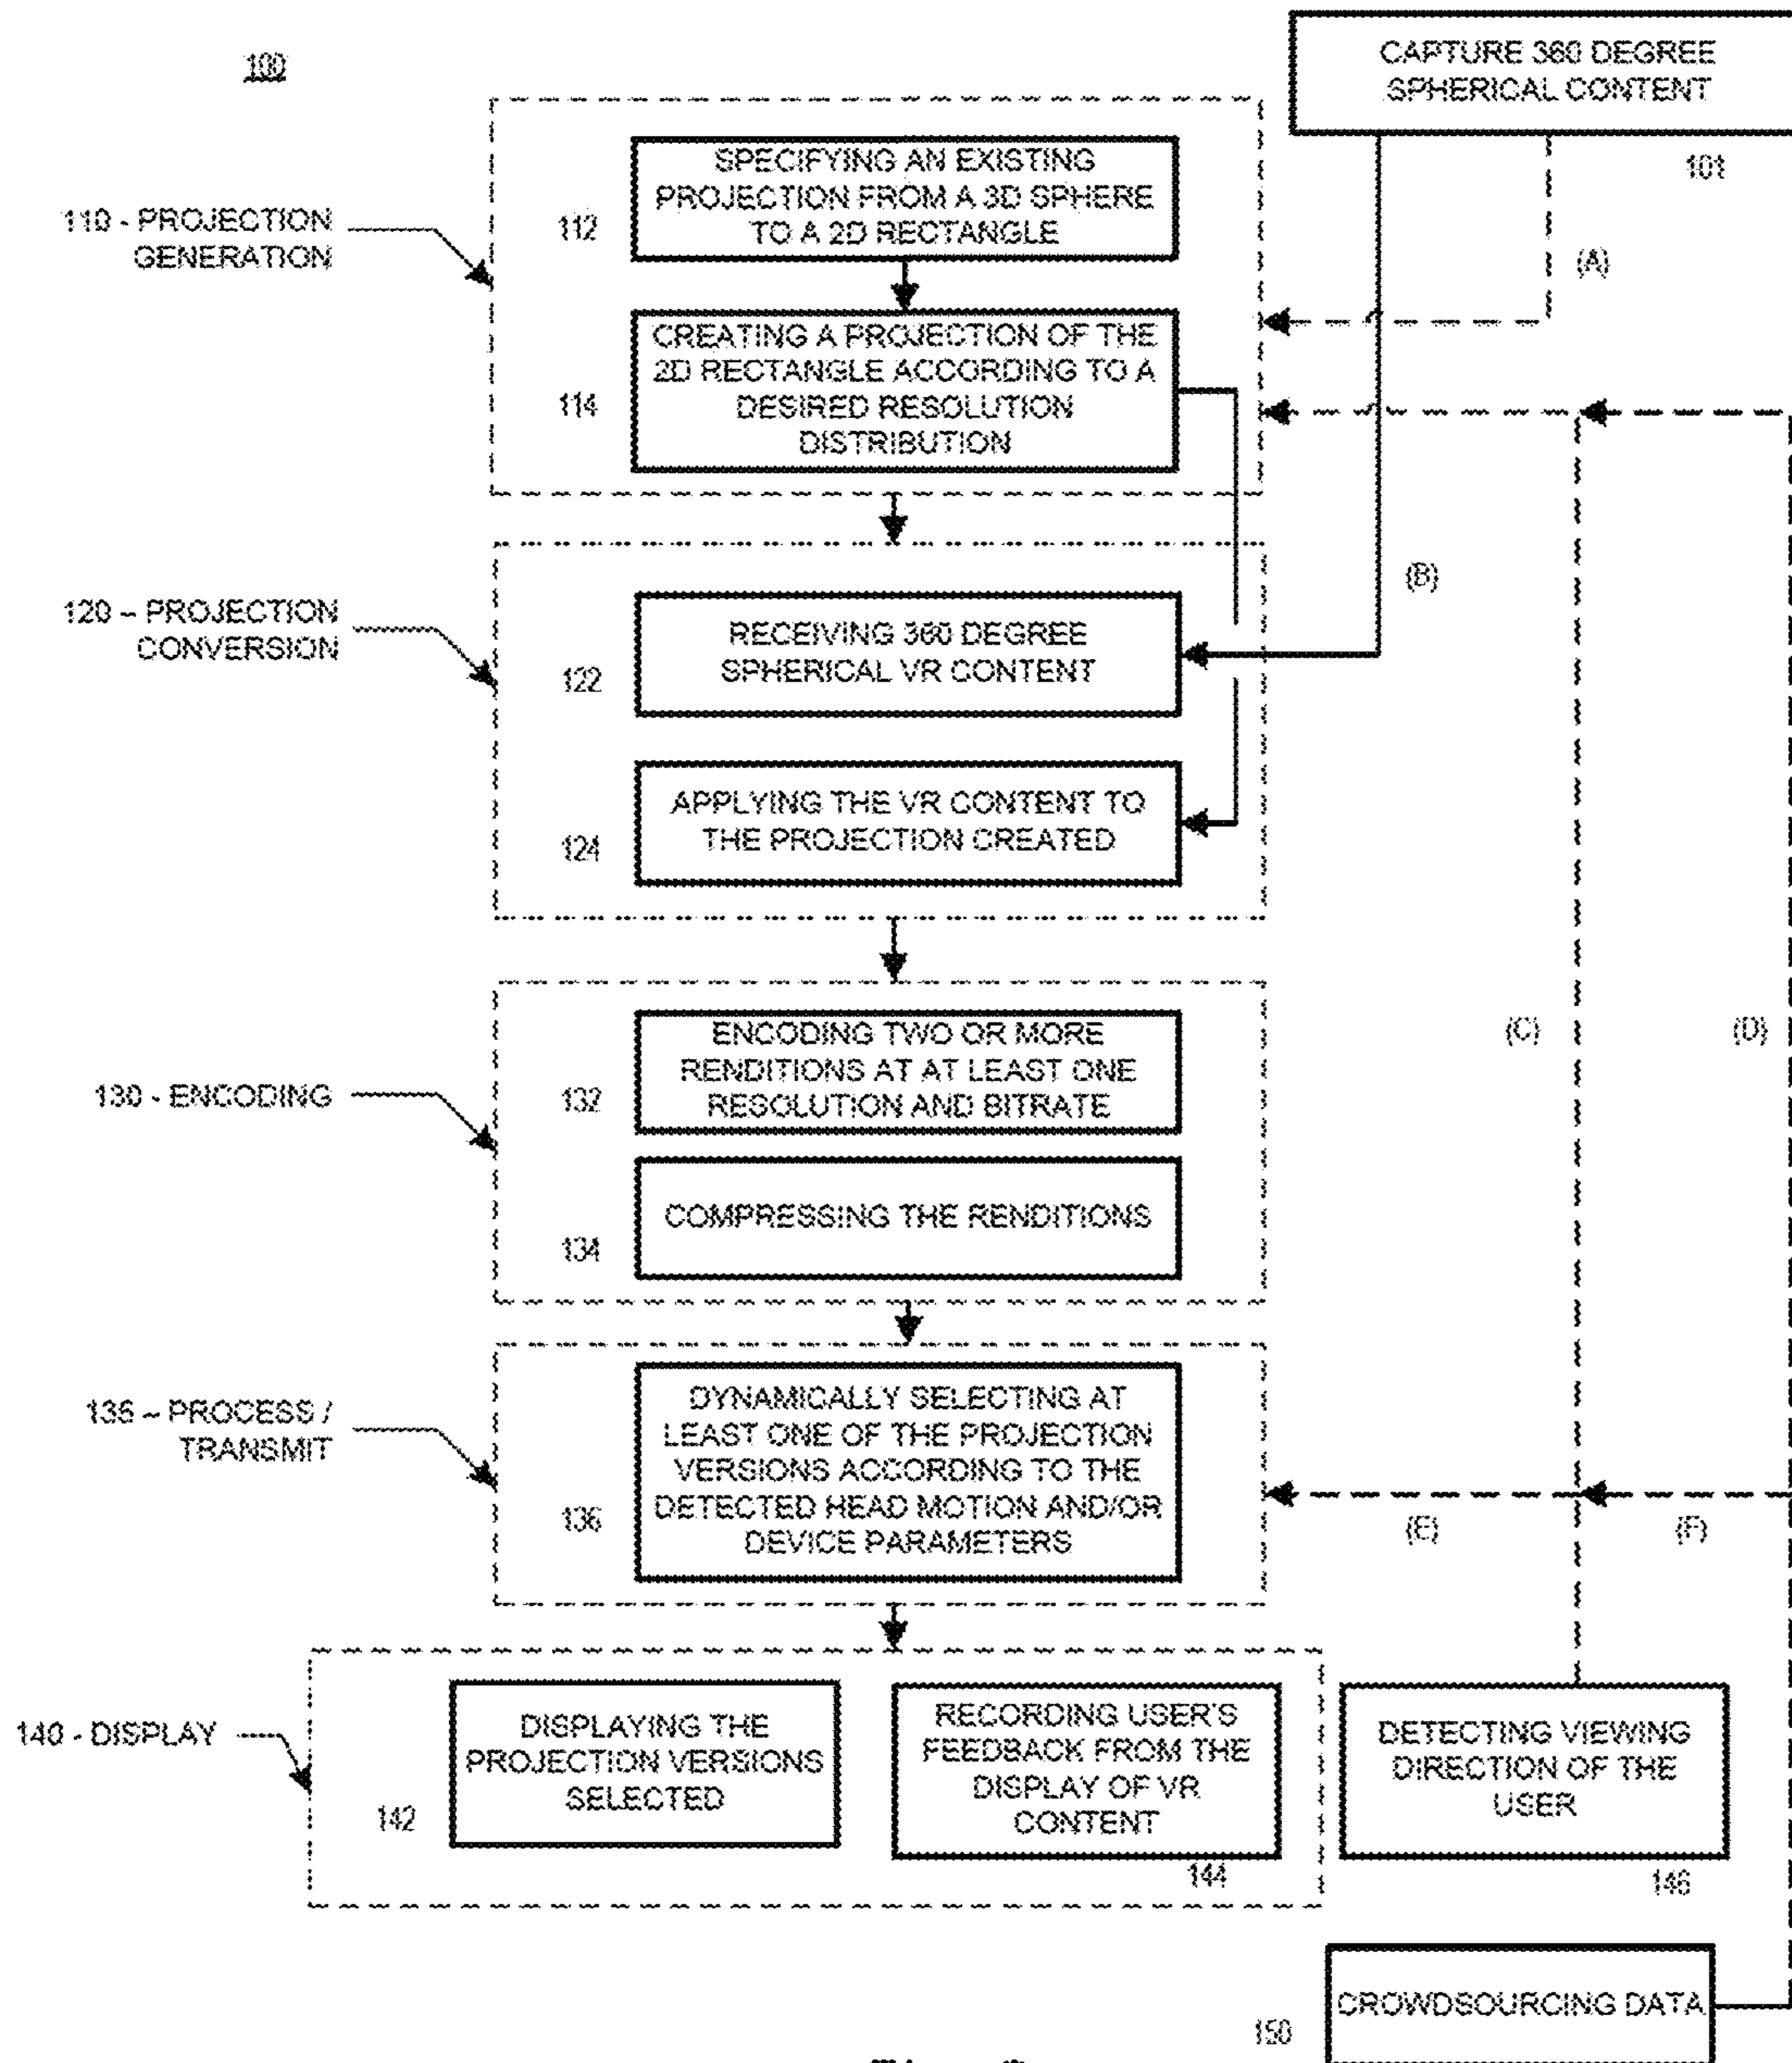 100
CAPTURE 360 DEGREE
SPHERICAL CONTENT
101
110 - PROJECTION
GENERATION
SPECIFYING AN EXISTING
PROJECTION FROM A 3D SPHERE
TO A 2D RECTANGLE
112
(A)
CREATING A PROJECTION OF THE
2D RECTANGLE ACCORDING TO A
DESIRED RESOLUTION
DISTRIBUTION
114
(B)
120 – PROJECTION
CONVERSION
RECEIVING 360 DEGREE
SPHERICAL VR CONTENT
122
APPLYING THE VR CONTENT TO
THE PROJECTION CREATED
124
130 - ENCODING
ENCODING TWO OR MORE
RENDITIONS AT AT LEAST ONE
RESOLUTION AND BITRATE
132
(C)
(D)
COMPRESSING THE RENDITIONS
134
135 – PROCESS /
TRANSMIT
DYNAMICALLY SELECTING AT
LEAST ONE OF THE PROJECTION
VERSIONS ACCORDING TO THE
DETECTED HEAD MOTION AND/OR
DEVICE PARAMETERS
136
(E)
(F)
140 - DISPLAY
DISPLAYING THE
PROJECTION VERSIONS
SELECTED
142
RECORDING USER'S
FEEDBACK FROM THE
DISPLAY OF VR
CONTENT
144
DETECTING VIEWING
DIRECTION OF THE
USER
146
CROWDSOURCING DATA
150